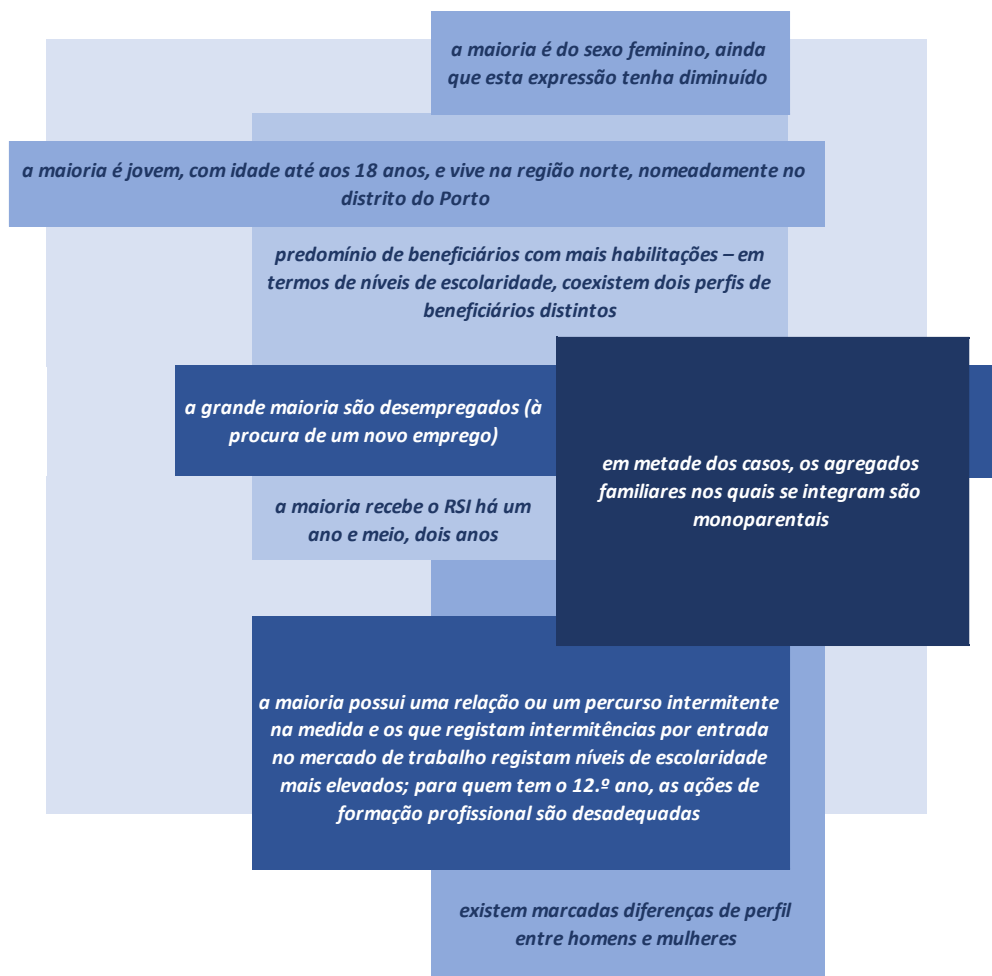 a maioria é do sexo feminino, ainda
que esta expressão tenha diminuído
a maioria é jovem, com idade até aos 18 anos, e vive na região norte, nomeadamente no
distrito do Porto
predomínio de beneficiários com mais habilitações – em
termos de níveis de escolaridade, coexistem dois perfis de
beneficiários distintos
a grande maioria são desempregados (à
procura de um novo emprego)
em metade dos casos, os agregados
familiares nos quais se integram são
monoparentais
a maioria recebe o RSI há um
ano e meio, dois anos
a maioria possui uma relação ou um percurso intermitente
na medida e os que registam intermitências por entrada
no mercado de trabalho registam níveis de escolaridade
mais elevados; para quem tem o 12.º ano, as ações de
formação profissional são desadequadas
existem marcadas diferenças de perfil
entre homens e mulheres